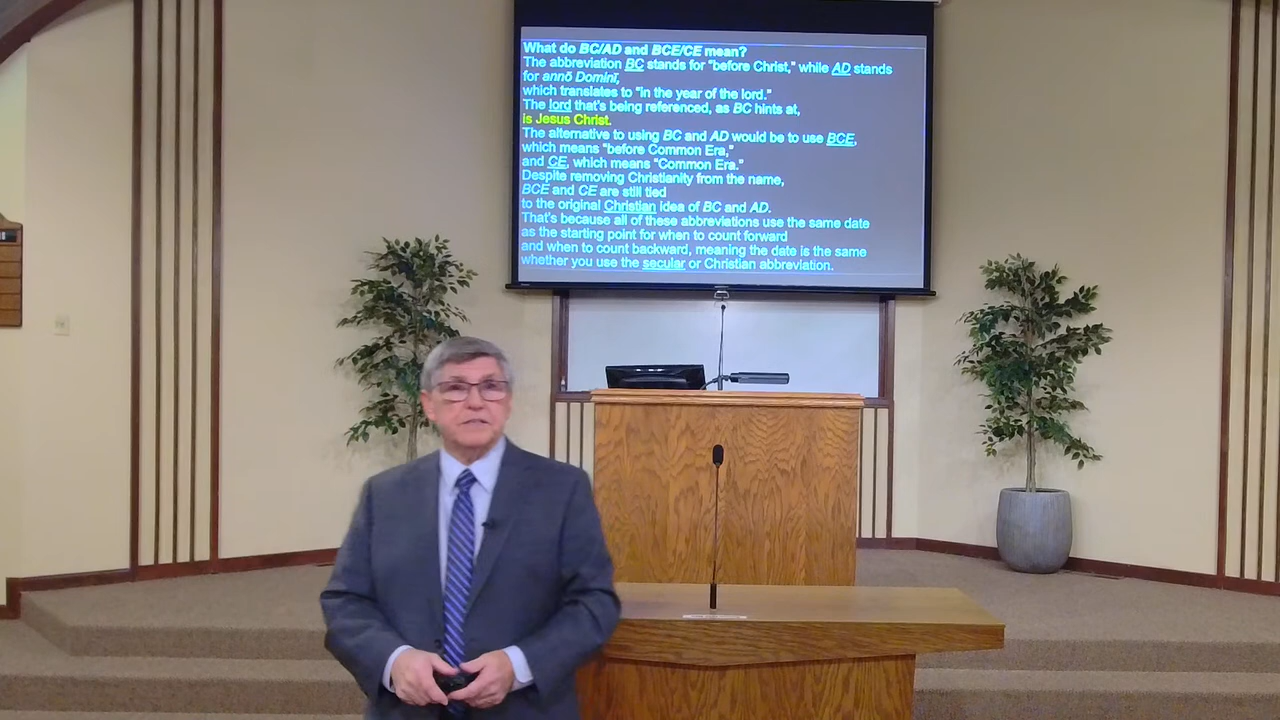 What do BC/AD and BCE/CE mean?
The abbreviation BC stands for "before Christ," while AD stands
for annō Dominī,
which translates to "in the year of the lord."
The lord that's being referenced, as BC hints at,
is Jesus Christ.
The alternative to using BC and AD would be to use BCE,
which means "before Common Era,"
and CE, which means "Common Era."
Despite removing Christianity from the name,
BCE and CE are still tied
to the original Christian idea of BC and AD.
That's because all of these abbreviations use the same date
as the starting point for when to count forward
and when to count backward, meaning the date is the same
whether you use the secular or Christian abbreviation.